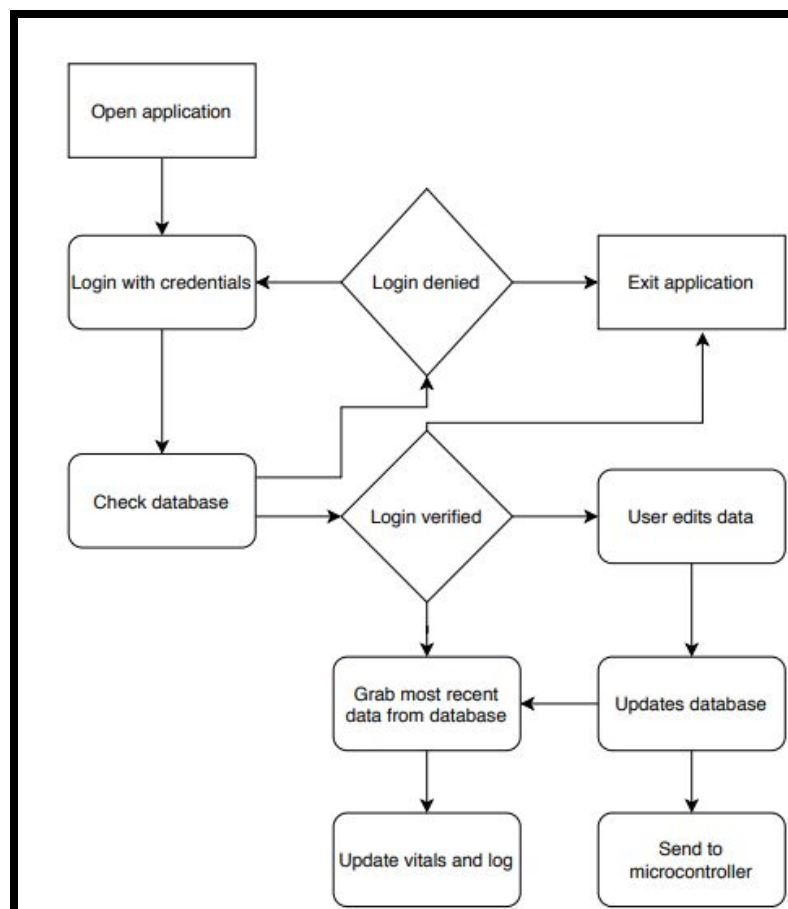 Open application
Login with credentials
Login denied
Exit application
Check database
Login verified
User edits data
Grab most recent
data from database
Updates database
Update vitals and log
Send to
microcontroller